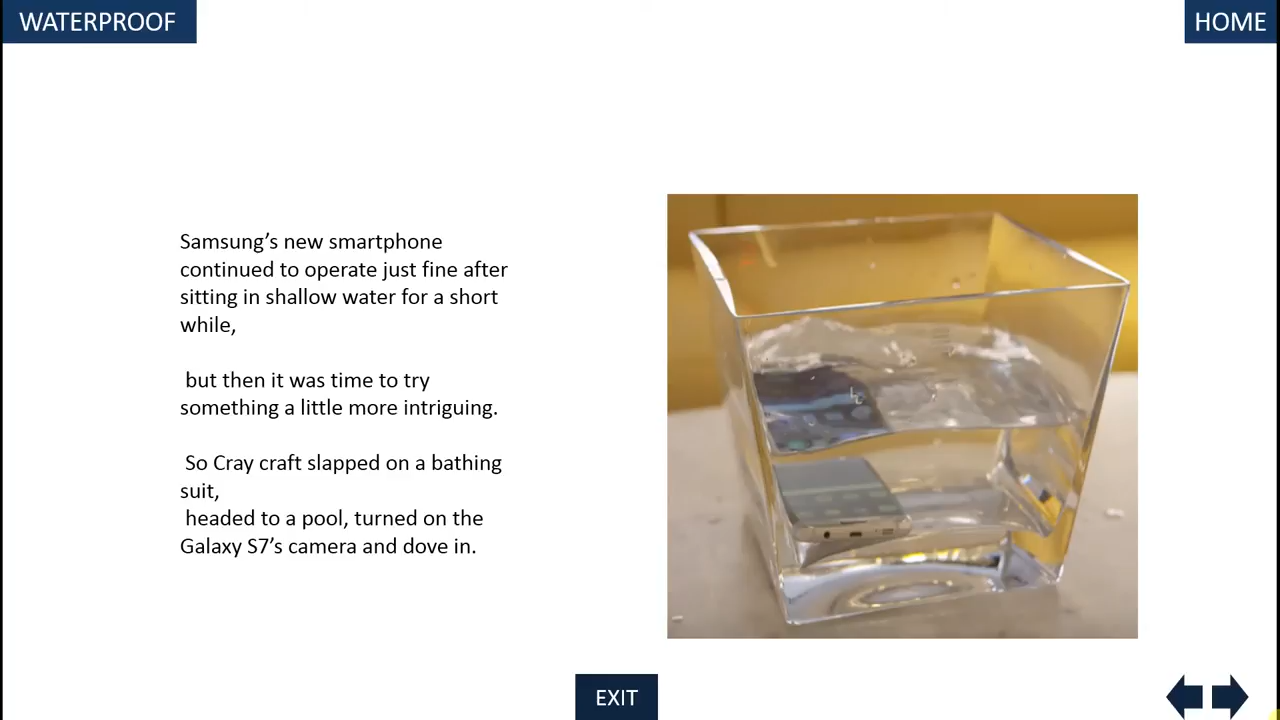 WATERPROOF
HOME
Samsung’s new smartphone
continued to operate just fine after
sitting in shallow water for a short
while,
but then it was time to try
something a little more intriguing.
So Cray craft slapped on a bathing
suit,
headed to a pool, turned on the
Galaxy S7’s camera and dove in.
EXIT